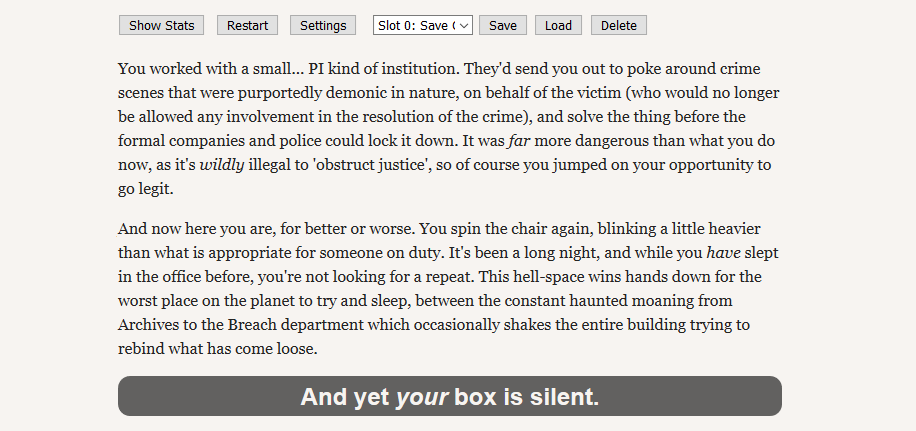 Show Stats Restart Settings Slot 0: Save Save Load Delete
You worked with a small... PI kind of institution. They'd send you out to poke around crime
scenes that were purportedly demonic in nature, on behalf of the victim (who would no longer
be allowed any involvement in the resolution of the crime), and solve the thing before the
formal companies and police could lock it down. It was far more dangerous than what you do
now, as it's wildly illegal to 'obstruct justice', so of course you jumped on your opportunity to
go legit.
And now here you are, for better or worse. You spin the chair again, blinking a little heavier
than what is appropriate for someone on duty. It's been a long night, and while you have slept
in the office before, you're not looking for a repeat. This hell-space wins hands down for the
worst place on the planet to try and sleep, between the constant haunted moaning from
Archives to the Breach department which occasionally shakes the entire building trying to
rebind what has come loose.
And yet your box is silent.